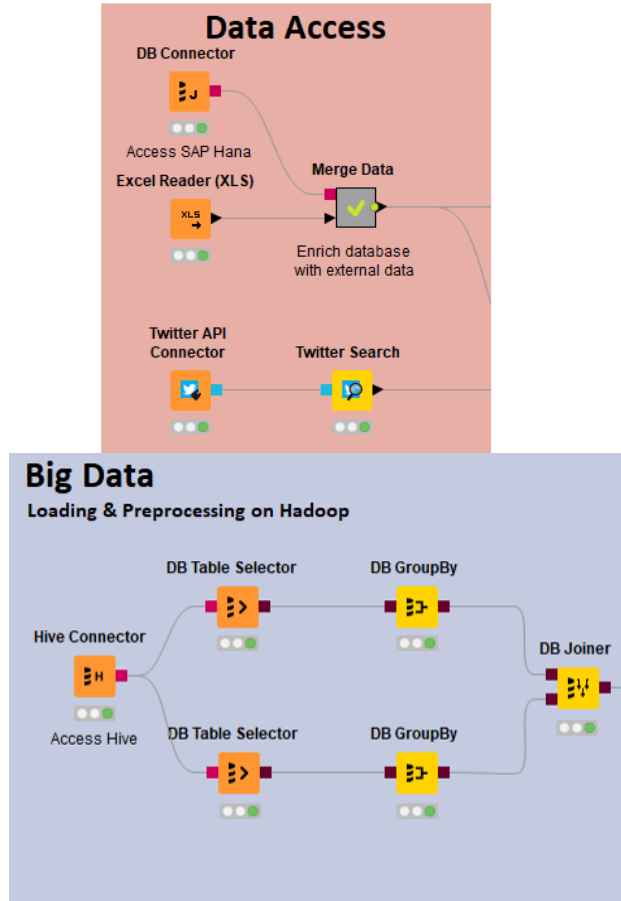 Data Access
DB Connector
J
Access SAP Hana
Excel Reader (XLS)
Merge Data
XLS
Enrich database
with external data
Twitter API
Connector
Twitter Search
Big Data
Loading & Preprocessing on Hadoop
DB Table Selector
DB GroupBy
Hive Connector
DB Joiner
H
Access Hive
DB Table Selector
DB GroupBy